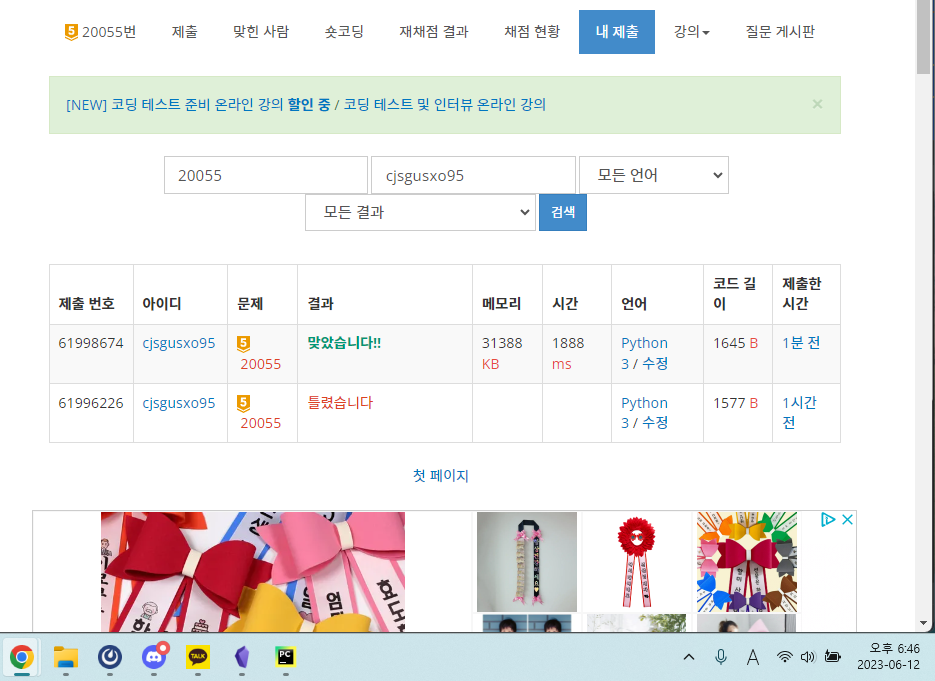 5 20055번 제출 맞힌 사람 숏코딩 재채점 결과 채점 현황 내 제출 강의 질문 게시판
[NEW] 코딩 테스트 준비 온라인 강의 할인 중 / 코딩 테스트 및 인터뷰 온라인 강의 ×
20055 cjsgusxo95 모든 언어
모든 결과 검색
제출 번호 아이디 문제 결과 메모리 시간 언어 코드 길이 제출한 시간
61998674 cjsgusxo95 5 20055 맞았습니다!! 31388 KB 1888 ms Python 3 / 수정 1645 B 1분 전
61996226 cjsgusxo95 5 20055 틀렸습니다 Python 3 / 수정 1577 B 1시간 전
첫 페이지
TALK
PC
A
오후 6:46
2023-06-12